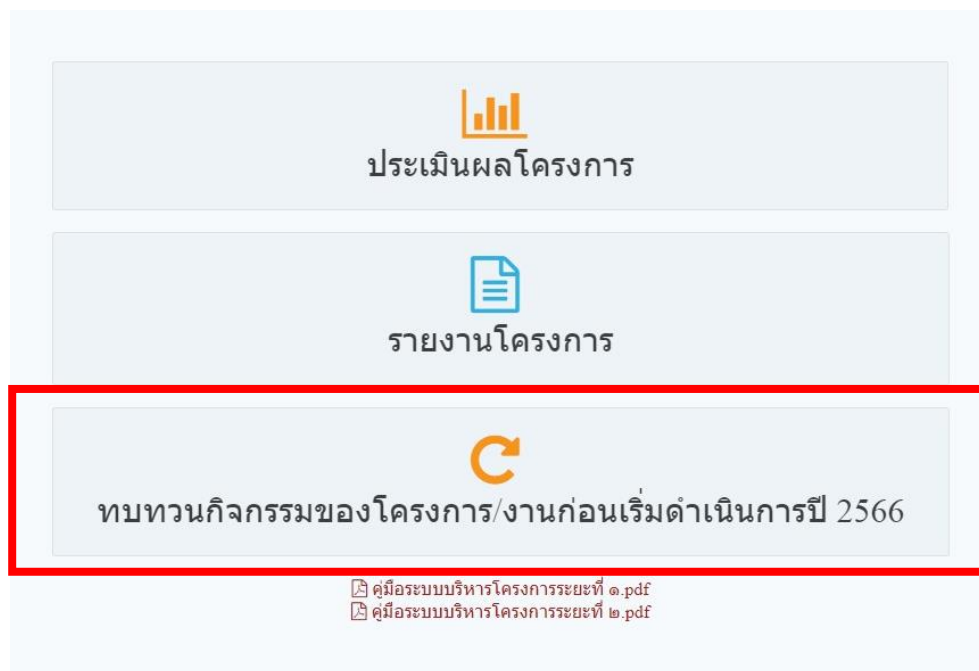 ประเมินผลโครงการ
รายงานโครงการ
ทบทวนกิจกรรมของโครงการ/งานก่อนเริ่มดำเนินการปี 2566
คู่มือระบบบริหารโครงการระยะที่ ๑.pdf
คู่มือระบบบริหารโครงการระยะที่ ๒.pdf